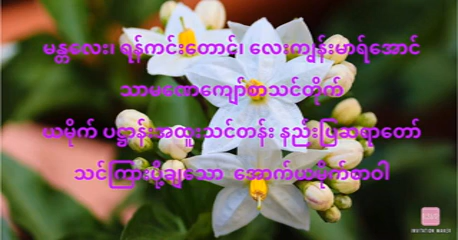 မန္တလေး၊ ရန်ကင်းတောင်၊ လေးကျွန်းမာရ်အောင်
သာမဏေကျော်စာသင်တိုက်
ယမိုက် ပဋ္ဌာန်းအထူးသင်တန်း နည်းပြဆရာတော်
သင်ကြားပို့ချသော အောက်ယမိုက်စာဝါ
INVITATION MAKER